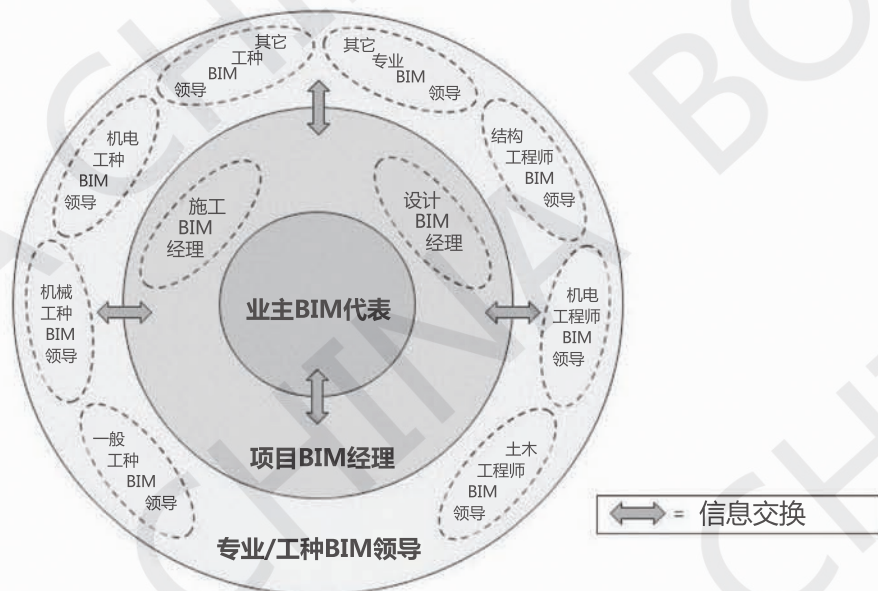 其它
工种
BIM
领导
其它
专业
BIM
领导
机电
工种
BIM
领导
结构
工程师
BIM
领导
施工
BIM
经理
设计
BIM
经理
机械
工种
BIM
领导
业主BIM代表
机电
工程师
BIM
领导
一般
工种
BIM
领导
项目BIM经理
土木
工程师
BIM
领导
专业/工种BIM领导
= 信息交换
CHINA
CHINA BO
CHINA
CHI